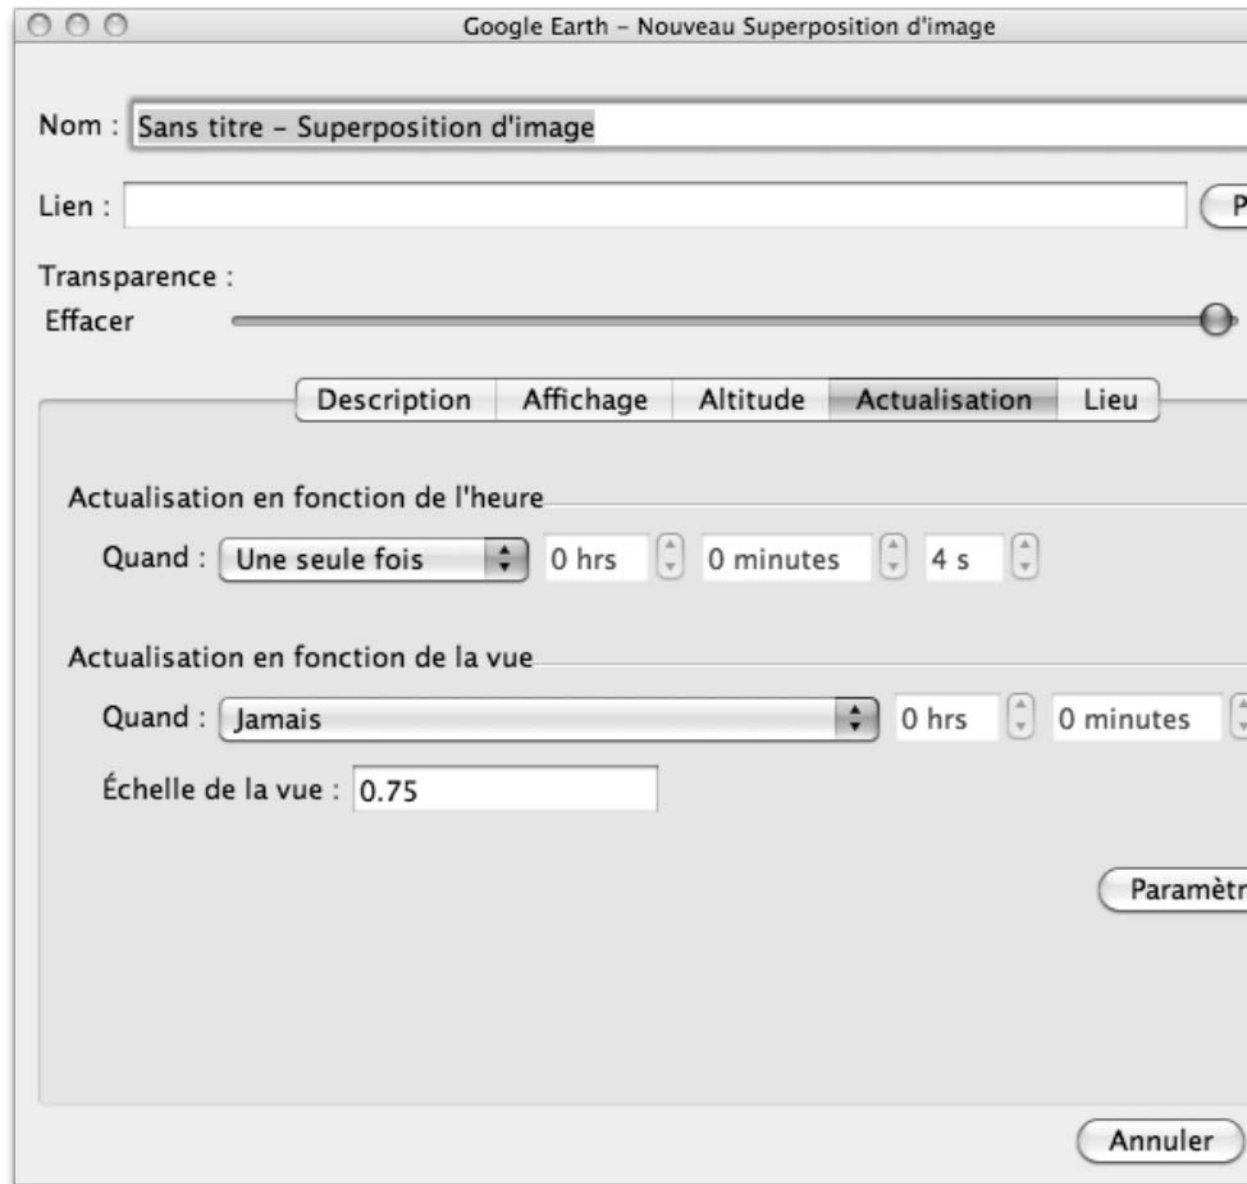 Google Earth – Nouveau Superposition d'image
Nom : Sans titre – Superposition d'image
Lien :
Transparence :
Effacer
Description Affichage Altitude Actualisation Lieu
Actualisation en fonction de l'heure
Quand : Une seule fois 0 hrs 0 minutes 4 s
Actualisation en fonction de la vue
Quand : Jamais 0 hrs 0 minutes
Échelle de la vue : 0.75
Annuler